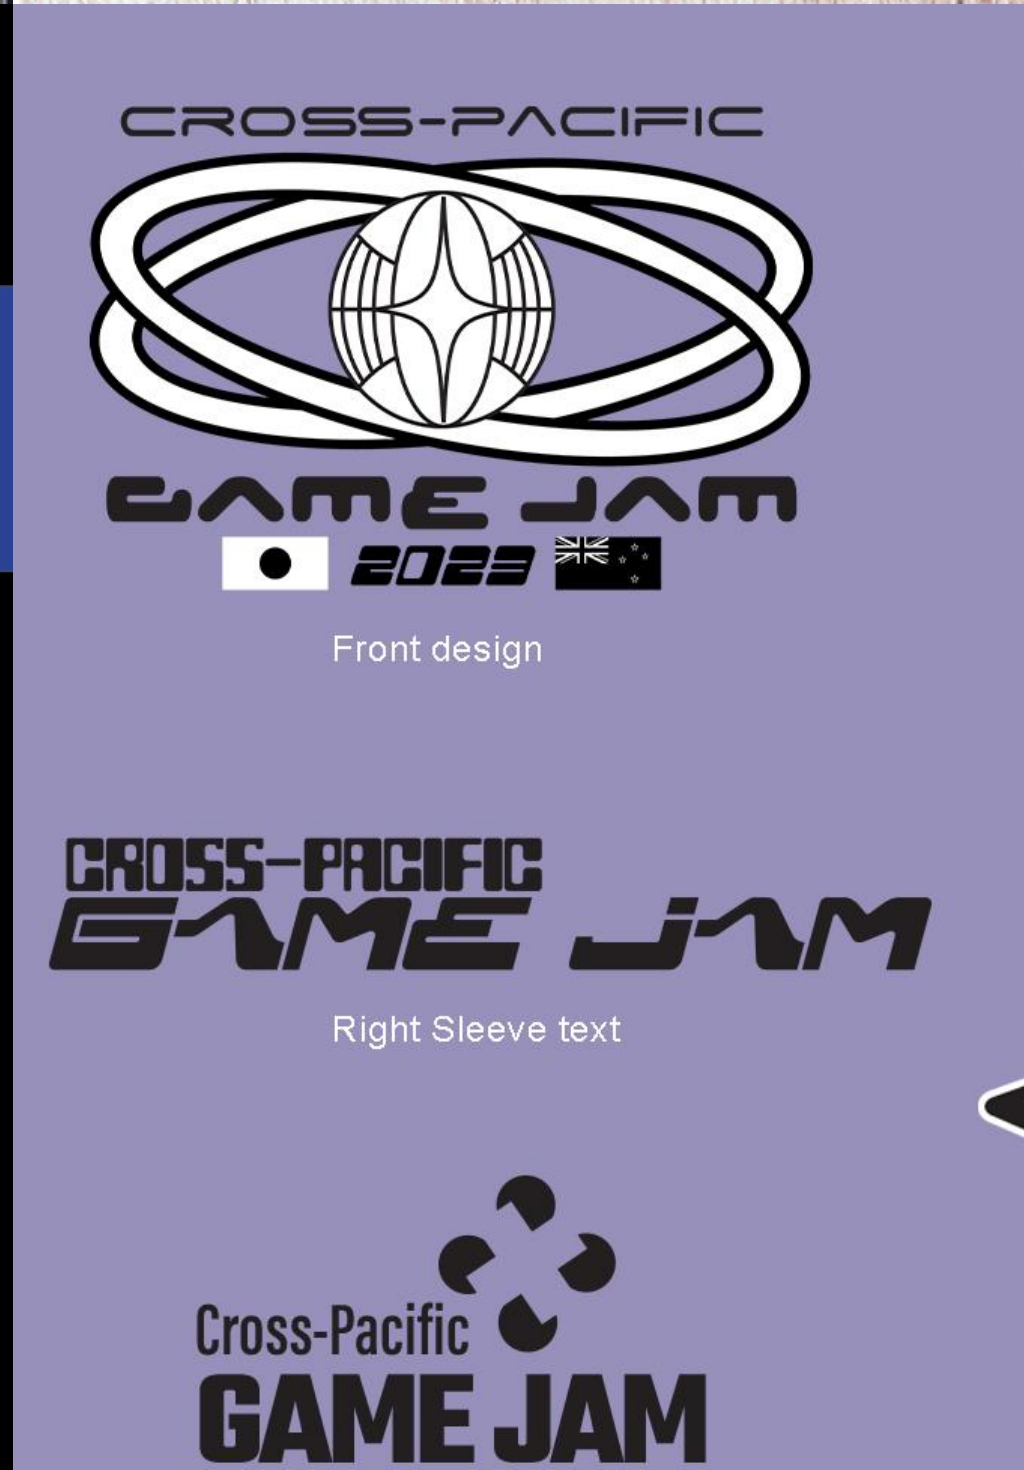 CROSS-PACIFIC
GAME JAM
2023
Front design
CROSS-PACIFIC
GAME JAM
Right Sleeve text
Cross-Pacific
GAME JAM